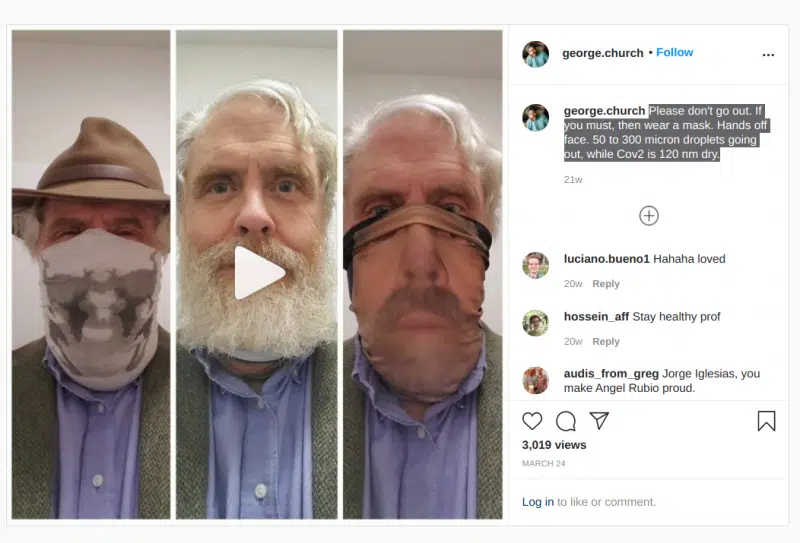 george.church • Follow
george.church Please don't go out. If
you must, then wear a mask. Hands off
face. 50 to 300 micron droplets going
out, while Cov2 is 120 nm dry.
21w
luciano.bueno1 Hahaha loved
20w Reply
hossein_aff Stay healthy prof
20w Reply
audis_from_greg Jorge Iglesias, you
make Angel Rubio proud.
3,019 views
MARCH 24
Log in to like or comment.